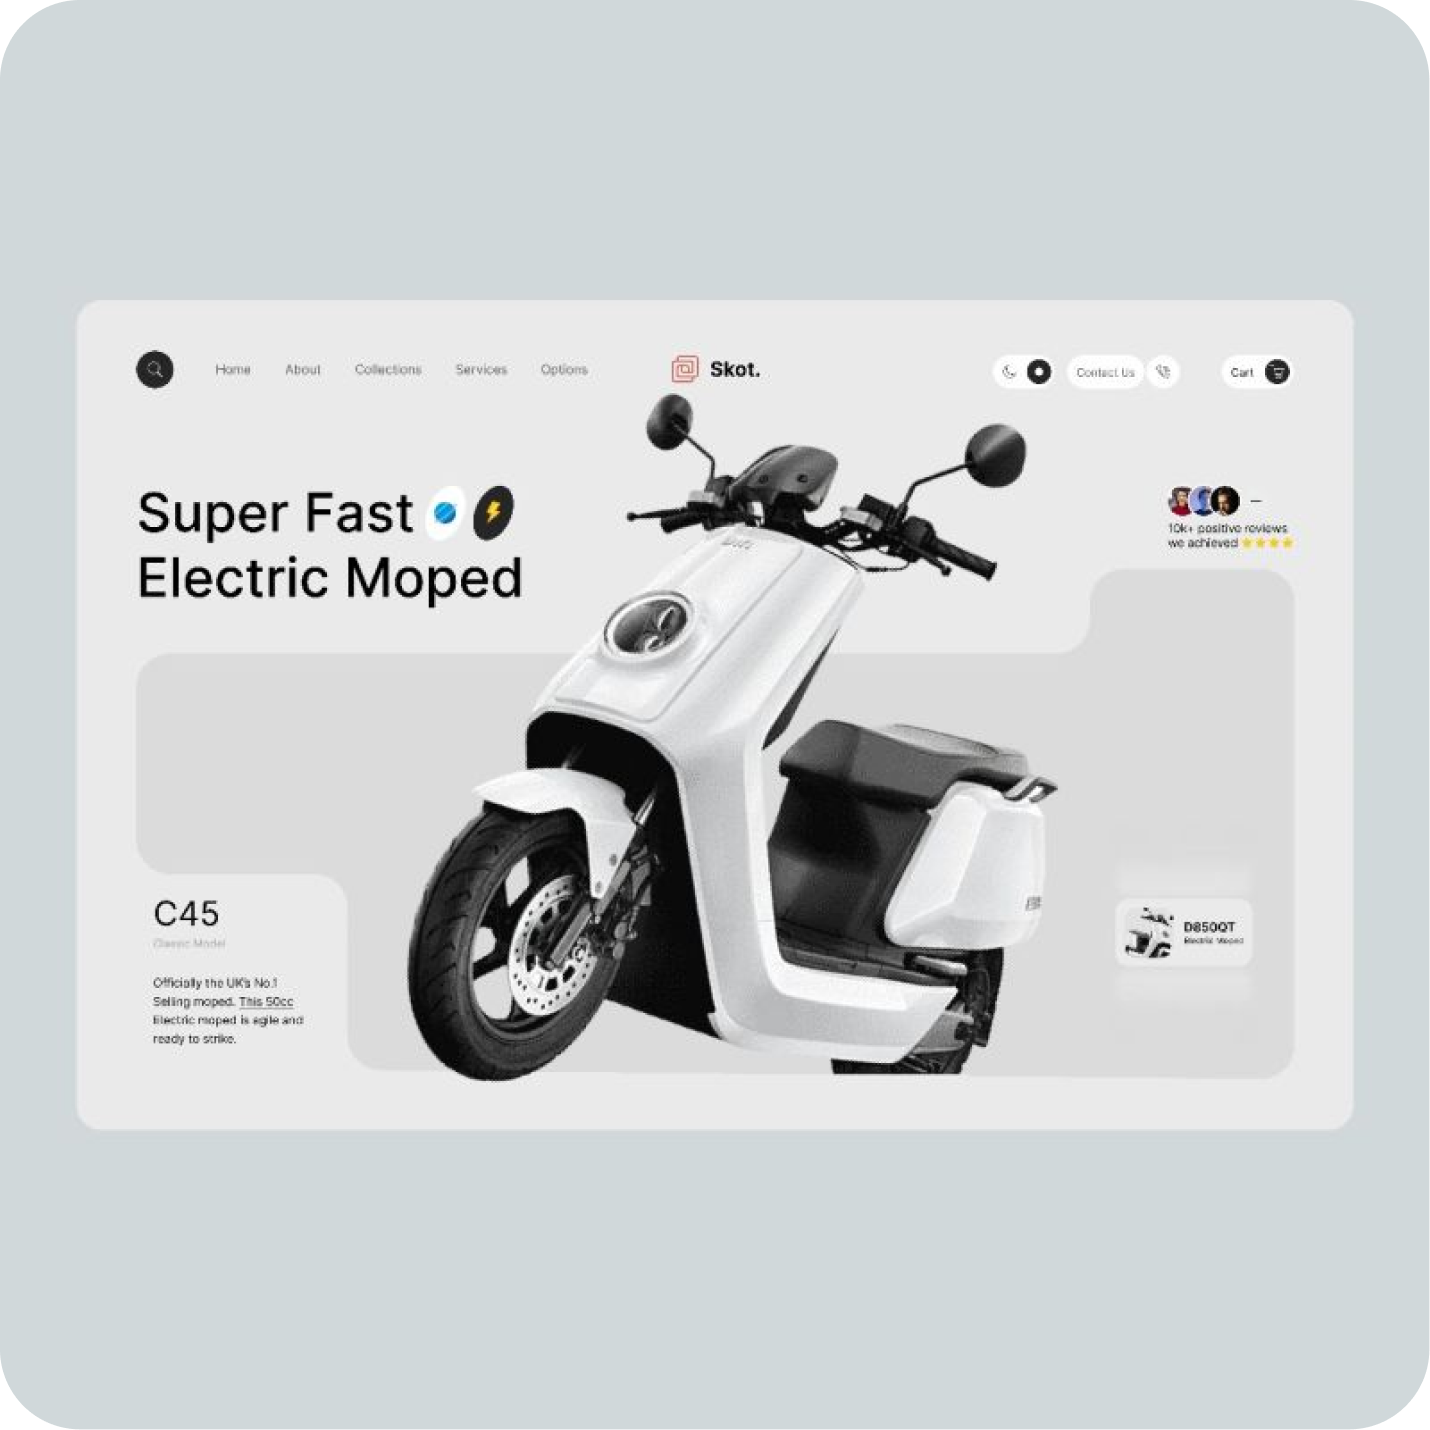 Home About Collections Services Options
Skot.
Contact Us
Cart
Super Fast
Electric Moped
10k+ positive reviews
we achieved
C45
Classic Model
Officially the UK's No.1
Selling moped. This 50cc
Electric moped is agile and
ready to strike.
D850QT
Electric Moped